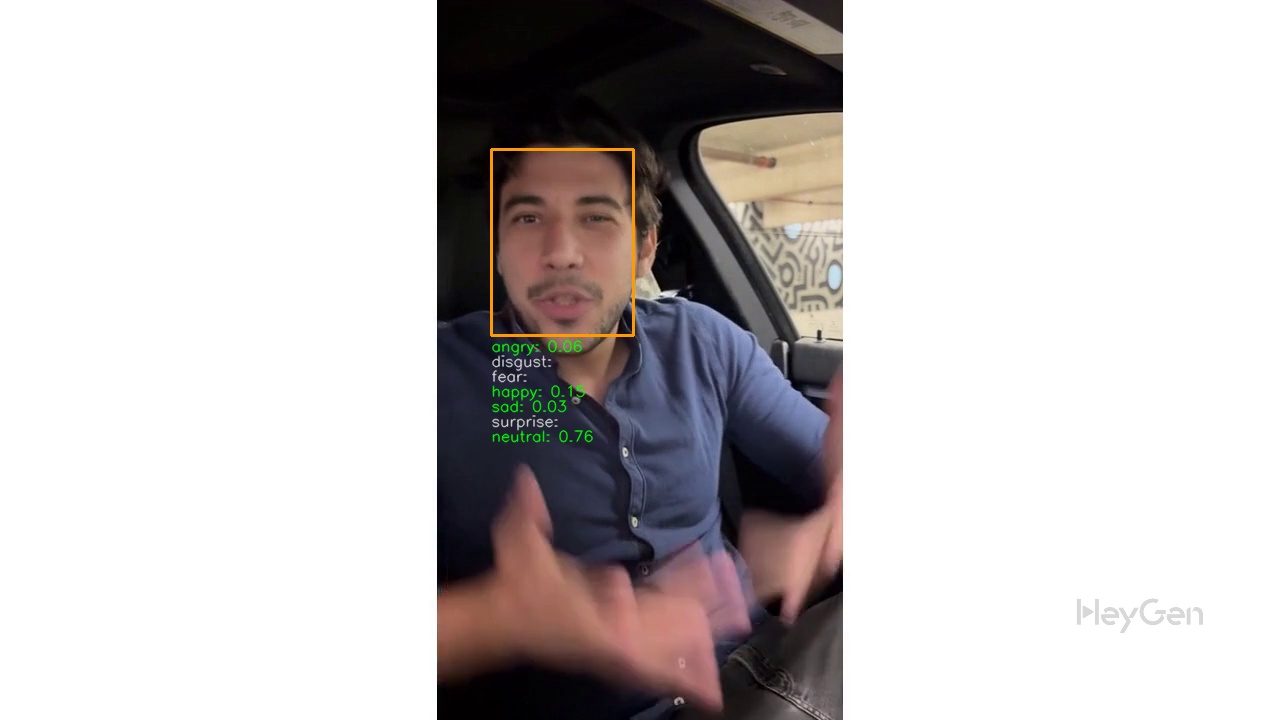 angry: 0.06
disgust:
fear:
happy: 0.15
sad: 0.03
surprise:
neutral: 0.76
HeyGen